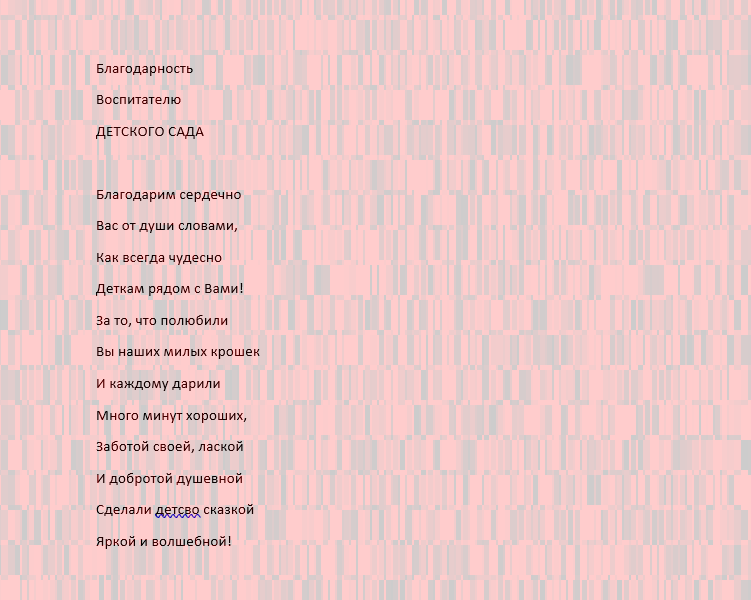 Благодарность
Воспитателю
ДЕТСКОГО САДА
Благодарим сердечно
Вас от души словами,
Как всегда чудесно
Деткам рядом с Вами!
За то, что полюбили
Вы наших милых крошек
И каждому дарили
Много минут хороших,
Заботой своей, лаской
И добротой душевной
Сделали детсво сказкой
Яркой и волшебной!